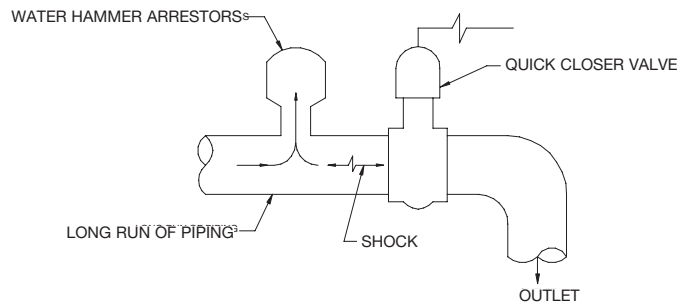 WATER HAMMER ARRESTORS
QUICK CLOSER VALVE
LONG RUN OF PIPING
SHOCK
OUTLET